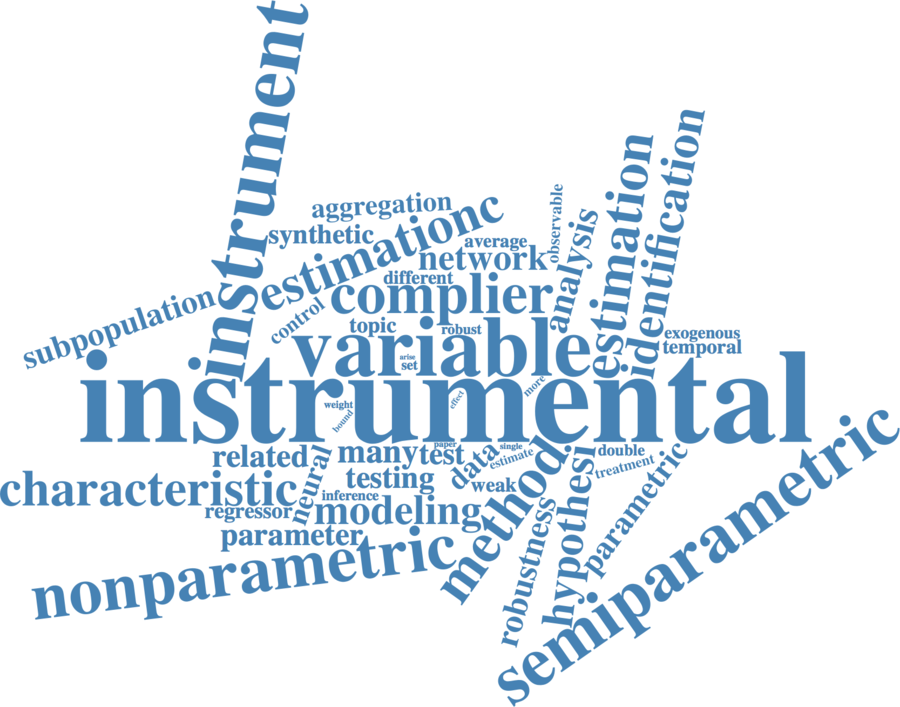 instrument
aggregation
observable
synthetic
estimationc
average
network
analysis
estimation
identification
different
complier
subpopulation
control
topic
robust
variable
exogenous
temporal
arise
set
instrumental
more
effect
weight
bound
related
many
test
paper
data
single
estimate
double
treatment
characteristic
neural
testing
weak
method
hypothesi
parametric
inference
regressor
modeling
parameter
robustness
nonparametric
semiparametric